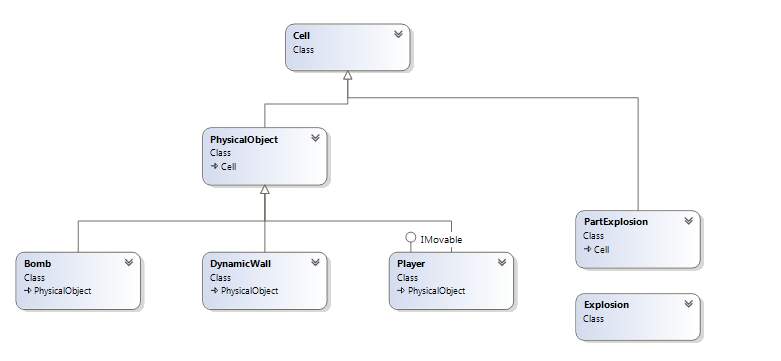 Cell
Class
PhysicalObject
Class
Cell
PartExplosion
Class
Cell
IMovable
Bomb
Class
PhysicalObject
DynamicWall
Class
PhysicalObject
Player
Class
PhysicalObject
Explosion
Class